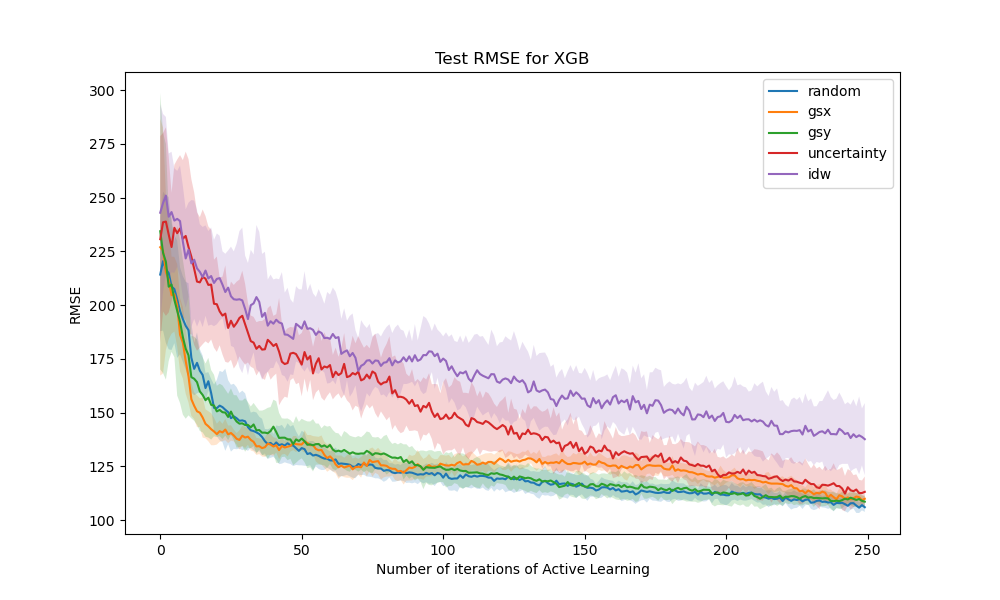 Test RMSE for XGB
300
275
250
225
200
175
150
125
100
RMSE
random
gsx
gsy
uncertainty
idw
0 50 100 150 200 250
Number of iterations of Active Learning